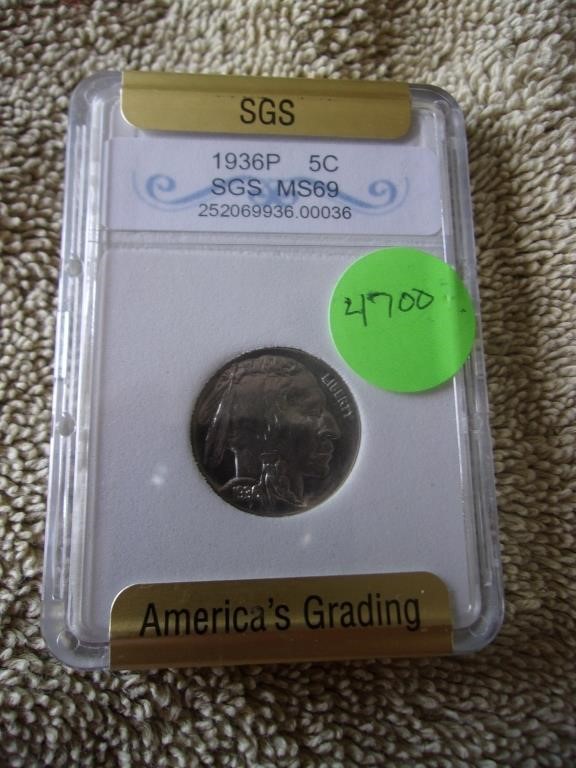 SGS
1936P 5C
SGS MS69
252069936.00036
4700
LIBERTY
America's Grading